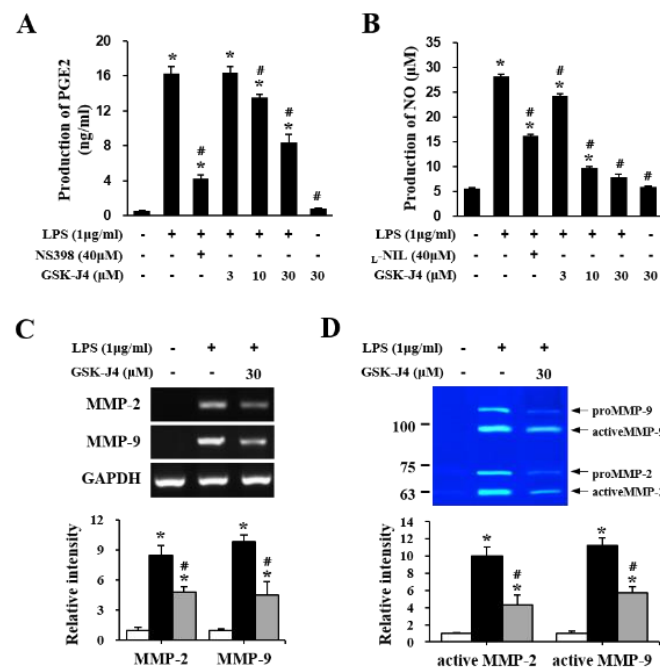 A
Production of PGE2
(ng/ml)
20
16
12
8
4
0
*
*
#
*
*
#
*
#
*
#
LPS (1μg/ml) - + + + + + -
NS398 (40μM) +
GSK-J4 (μM) 3 10 30 30
B
Production of NO (μM)
35
30
25
20
15
10
5
0
*
#
*
#
*
#
*
#
#
LPS (1μg/ml) - + + + + + -
L-NIL (40μM) +
GSK-J4 (μM) 3 10 30 30
C
LPS (1μg/ml) - + +
GSK-J4 (μM) - - 30
MMP-2
MMP-9
GAPDH
Relative intensity
12
9
6
3
0
*
#
*
*
#
*
MMP-2 MMP-9
D
LPS (1μg/ml) - + +
GSK-J4 (μM) - - 30
100
75
63
proMMP-9
activeMMP-9
proMMP-2
activeMMP-2
Relative intensity
14
12
10
8
6
4
2
0
*
#
*
*
#
*
active MMP-2 active MMP-9